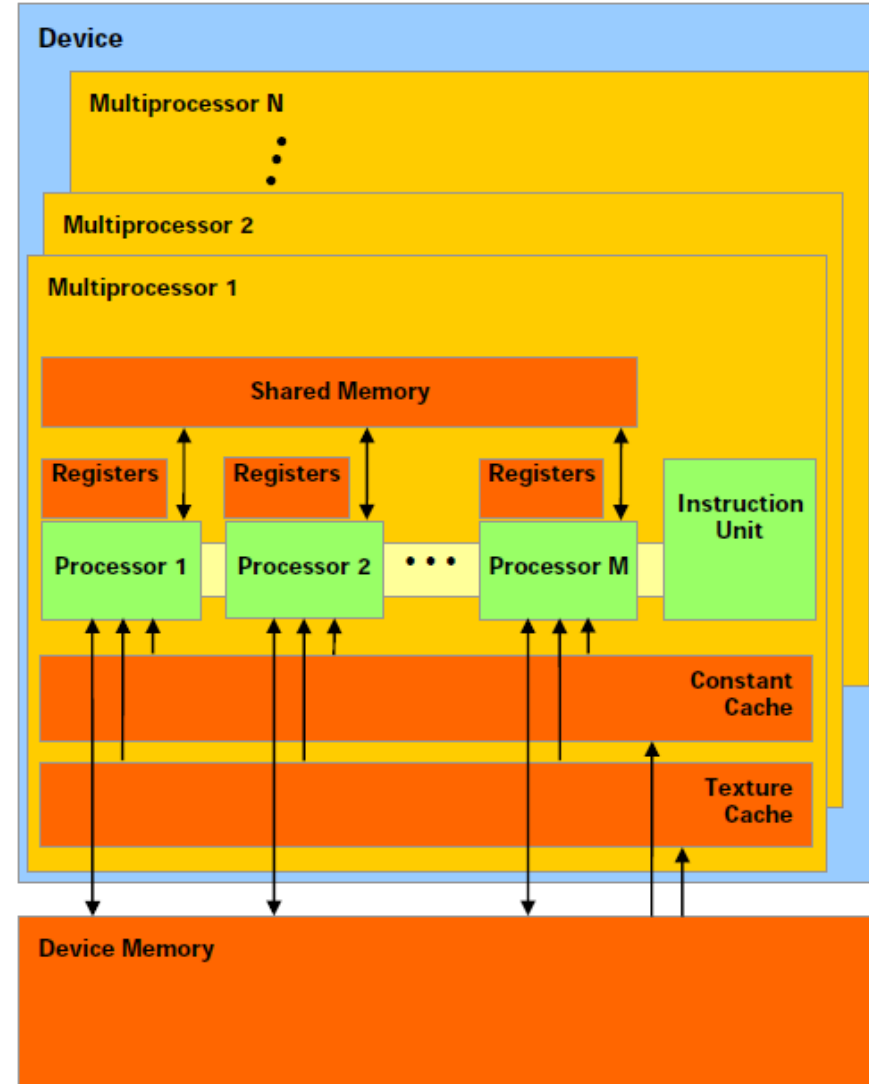 Device
Multiprocessor N
Multiprocessor 2
Multiprocessor 1
Shared Memory
Registers
Registers
Registers
Instruction
Unit
Processor 1
Processor 2
Processor M
Constant
Cache
Texture
Cache
Device Memory